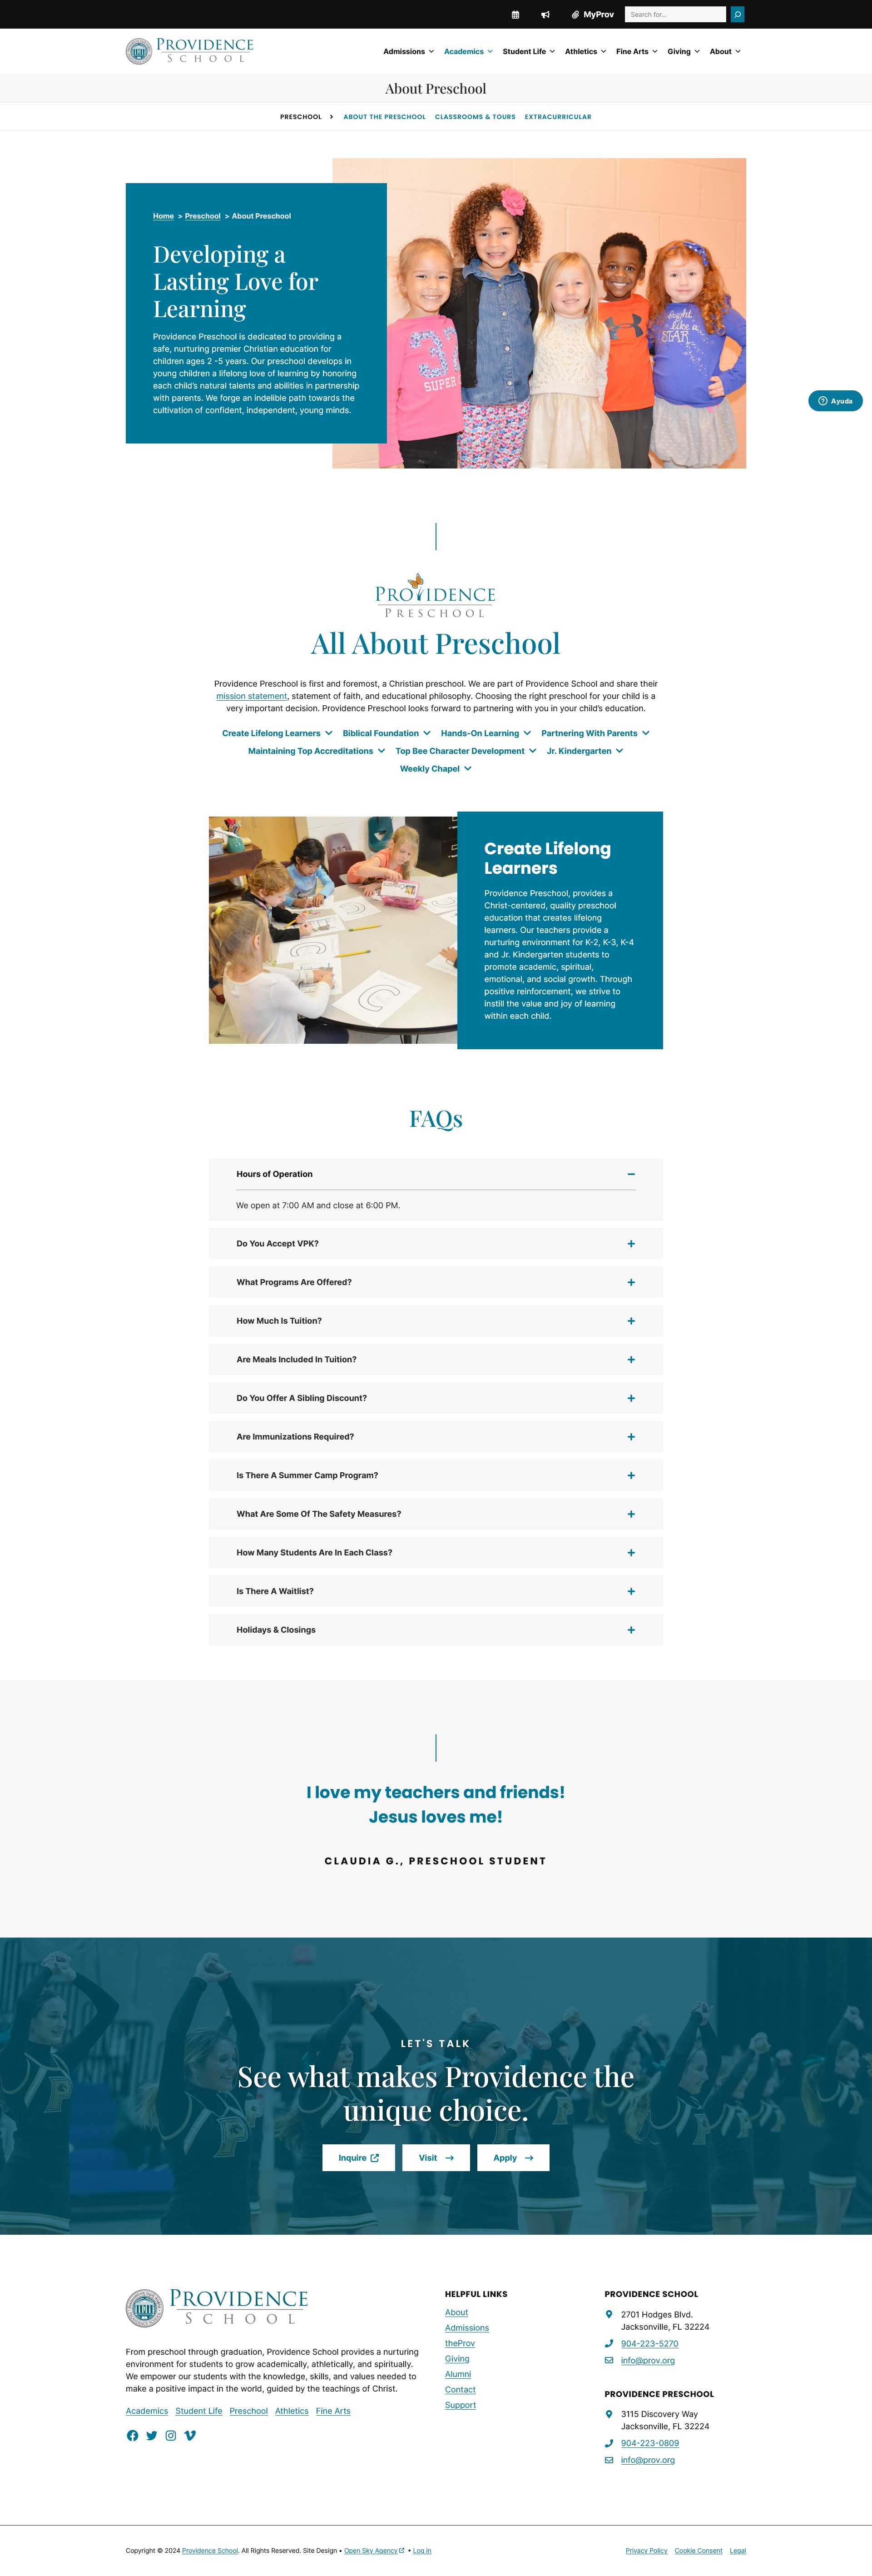 MyProv
Search for...
PROVIDENCE
SCHOOL
Admissions
Academics
Student Life
Athletics
Fine Arts
Giving
About
About Preschool
PRESCHOOL
ABOUT THE PRESCHOOL
CLASSROOMS & TOURS
EXTRACURRICULAR
Home > Preschool > About Preschool
Developing a
Lasting Love for
Learning
Providence Preschool is dedicated to providing a
safe, nurturing premier Christian education for
children ages 2 -5 years. Our preschool develops in
young children a lifelong love of learning by honoring
each child's natural talents and abilities in partnership
with parents. We forge an indelible path towards the
cultivation of confident, independent, young minds.
3
SUPER
bright
like a
STAR
Ayuda
PROVIDENCE
PRESCHOOL
All About Preschool
Providence Preschool is first and foremost, a Christian preschool. We are part of Providence School and share their
mission statement, statement of faith, and educational philosophy. Choosing the right preschool for your child is a
very important decision. Providence Preschool looks forward to partnering with you in your child's education.
Create Lifelong Learners
Biblical Foundation
Hands-On Learning
Partnering With Parents
Maintaining Top Accreditations
Top Bee Character Development
Jr. Kindergarten
Weekly Chapel
Create Lifelong
Learners
Providence Preschool, provides a
Christ-centered, quality preschool
education that creates lifelong
learners. Our teachers provide a
nurturing environment for K-2, K-3, K-4
and Jr. Kindergarten students to
promote academic, spiritual,
emotional, and social growth. Through
positive reinforcement, we strive to
instill the value and joy of learning
within each child.
FAQs
Hours of Operation
We open at 7:00 AM and close at 6:00 PM.
Do You Accept VPK?
What Programs Are Offered?
How Much Is Tuition?
Are Meals Included In Tuition?
Do You Offer A Sibling Discount?
Are Immunizations Required?
Is There A Summer Camp Program?
What Are Some Of The Safety Measures?
How Many Students Are In Each Class?
Is There A Waitlist?
Holidays & Closings
I love my teachers and friends!
Jesus loves me!
CLAUDIA G., PRESCHOOL STUDENT
LET'S TALK
See what makes Providence the
unique choice.
Inquire
Visit
Apply
PROVIDENCE
SCHOOL
From preschool through graduation, Providence School provides a nurturing
environment for students to grow academically, athletically, and spiritually.
We empower our students with the knowledge, skills, and values needed to
make a positive impact in the world, guided by the teachings of Christ.
Academics
Student Life
Preschool
Athletics
Fine Arts
HELPFUL LINKS
About
Admissions
theProv
Giving
Alumni
Contact
Support
PROVIDENCE SCHOOL
2701 Hodges Blvd.
Jacksonville, FL 32224
904-223-5270
info@prov.org
PROVIDENCE PRESCHOOL
3115 Discovery Way
Jacksonville, FL 32224
904-223-0809
info@prov.org
Copyright © 2024 Providence School. All Rights Reserved. Site Design • Open Sky Agency • Log In
Privacy Policy
Cookie Consent
Legal